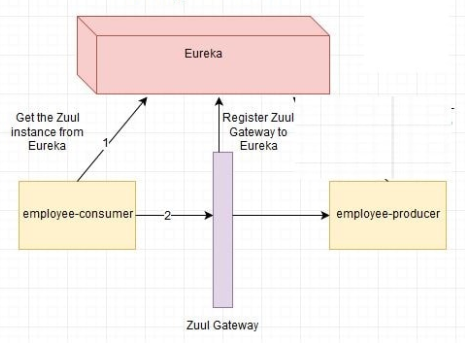 Eureka
Get the Zuul
instance from
Eureka
1
Register Zuul
Gateway to
Eureka
employee-consumer
2
employee-producer
Zuul Gateway